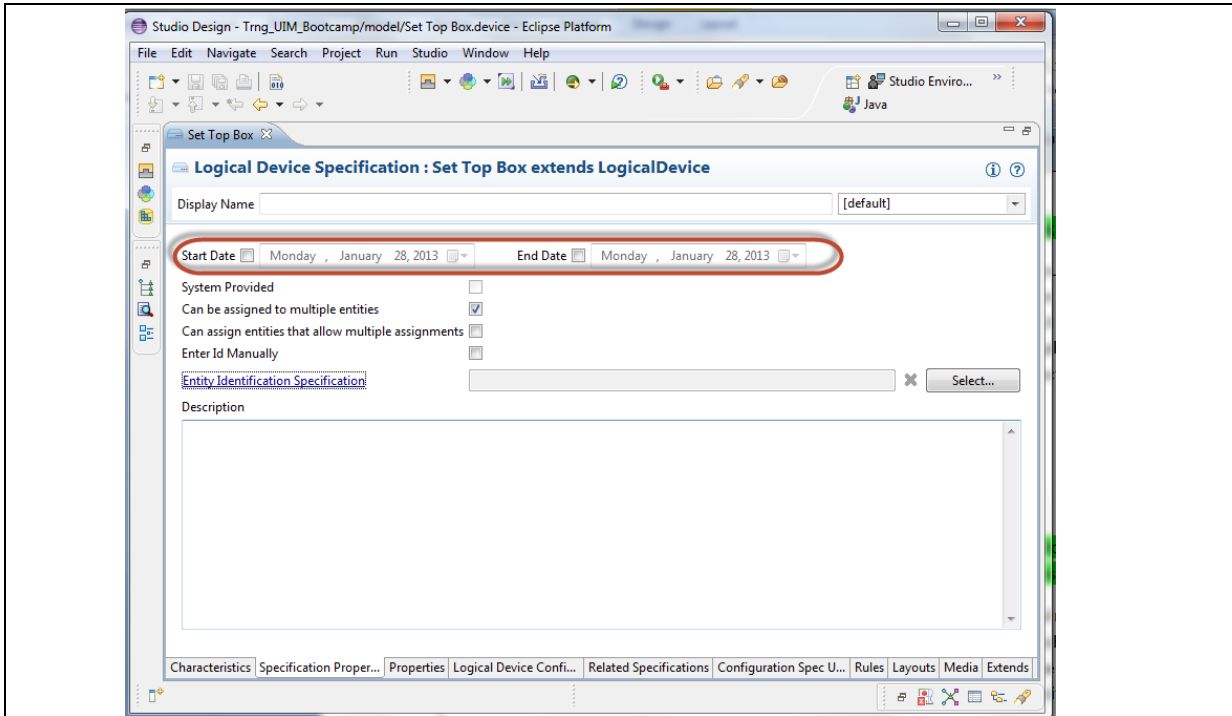 Studio Design - Trng_UIM_Bootcamp/model/Set Top Box.device - Eclipse Platform
File Edit Navigate Search Project Run Studio Window Help
Studio Enviro... »
Java
Set Top Box
Logical Device Specification : Set Top Box extends LogicalDevice
Display Name [default]
Start Date Monday , January 28, 2013 End Date Monday , January 28, 2013
System Provided
Can be assigned to multiple entities
Can assign entities that allow multiple assignments
Enter Id Manually
Entity Identification Specification Select...
Description
Characteristics Specification Proper... Properties Logical Device Confi... Related Specifications Configuration Spec U... Rules Layouts Media Extends